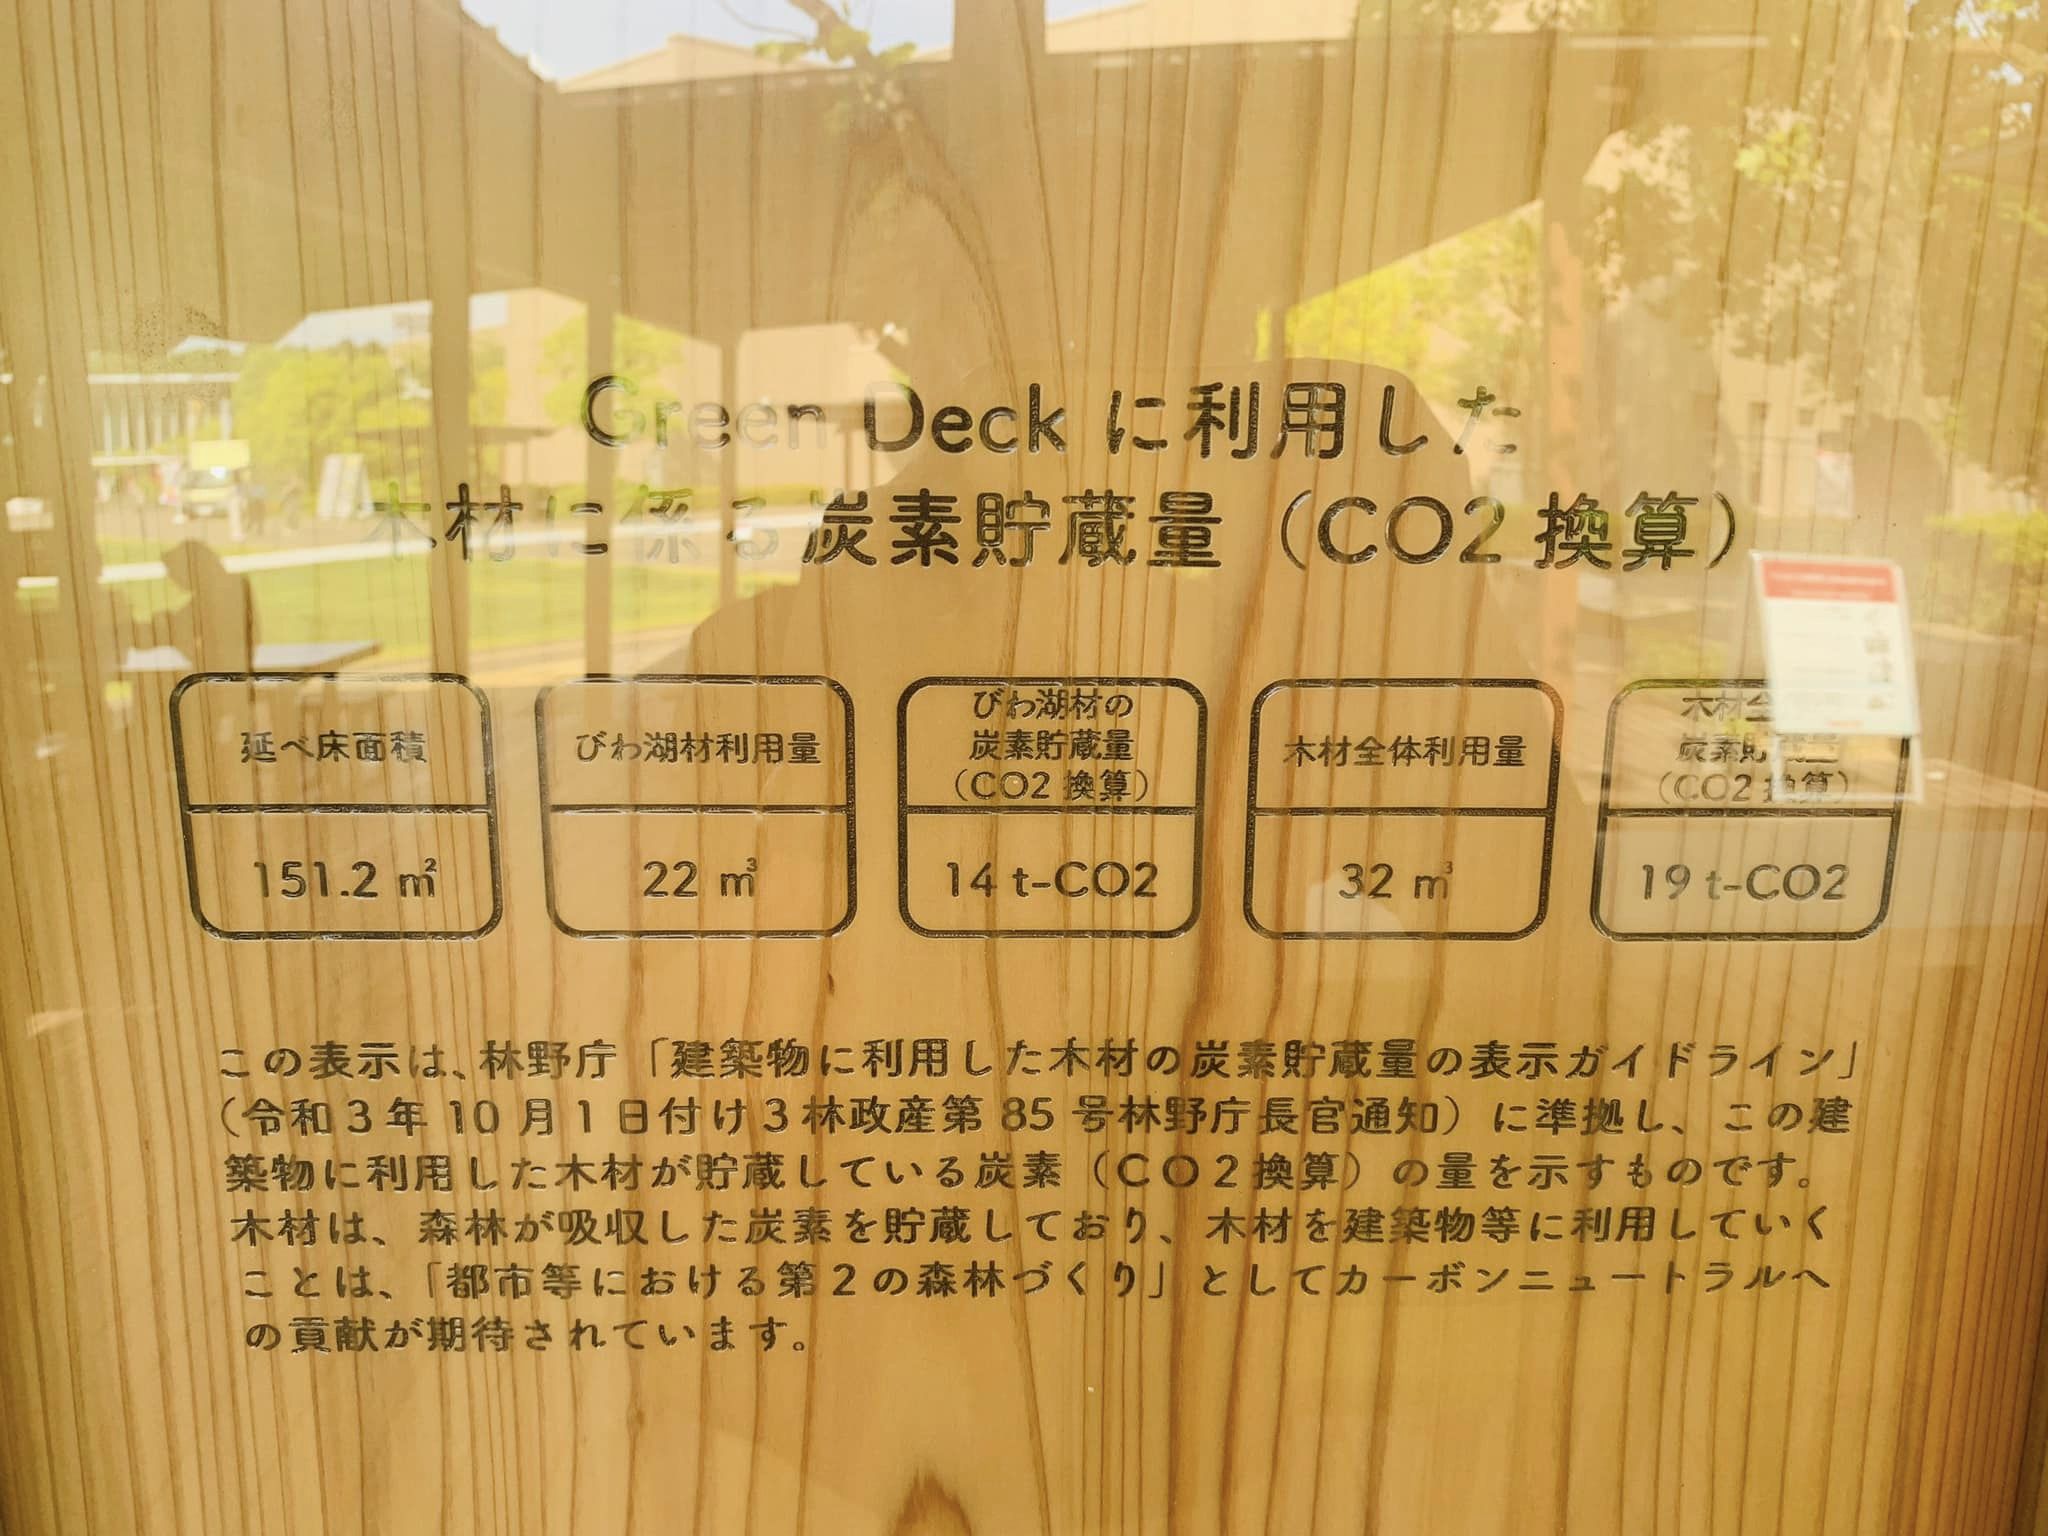 Green Deck に利用した
木材に係る炭素貯蔵量（CO2 換算）
延べ床面積
151.2 ㎡
びわ湖材利用量
22 ㎥
びわ湖材の
炭素貯蔵量
（CO2 換算）
14 t-CO2
木材全体利用量
32 ㎥
木材全
炭素貯蔵量
（CO2 換算）
19 t-CO2
この表示は、林野庁「建築物に利用した木材の炭素貯蔵量の表示ガイドライン」
（令和3年10月1日付け3林政産第85号林野庁長官通知）に準拠し、この建
築物に利用した木材が貯蔵している炭素（CO2換算）の量を示すものです。
木材は、森林が吸収した炭素を貯蔵しており、木材を建築物等に利用していく
ことは、「都市等における第2の森林づくり」としてカーボンニュートラルへ
の貢献が期待されています。